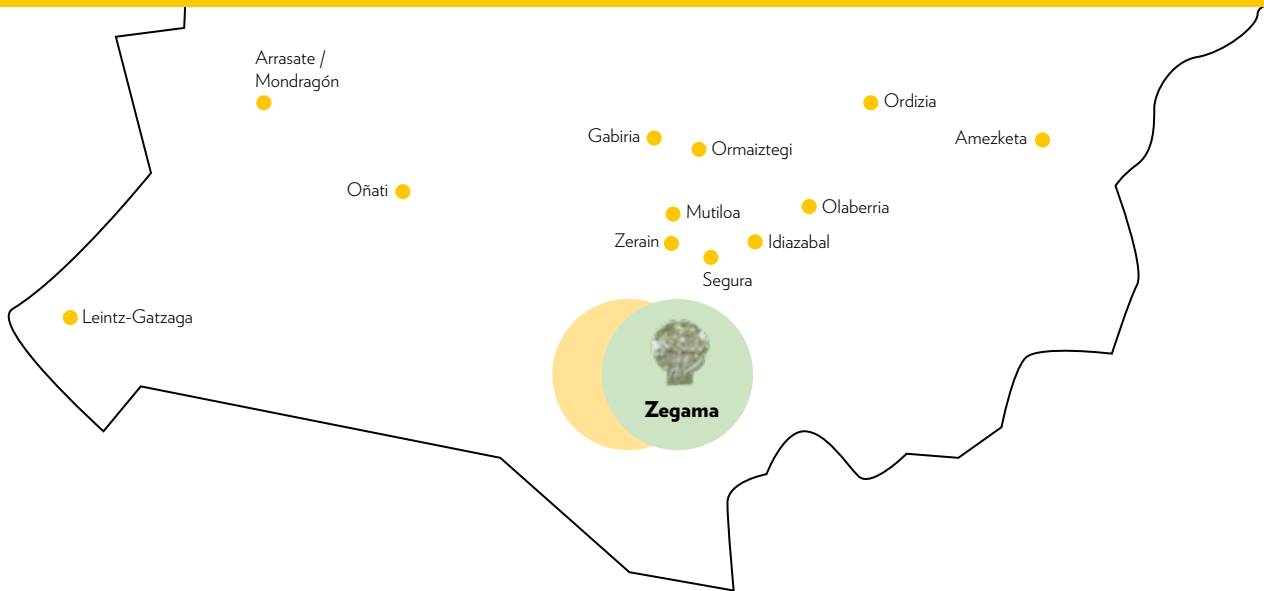 Arrasate /
Mondragón
Ordizia
Gabiria
Amezketa
Ormaiztegi
Oñati
Olaberria
Mutiloa
Zerain
Idiazabal
Segura
Leintz-Gatzaga
Zegama